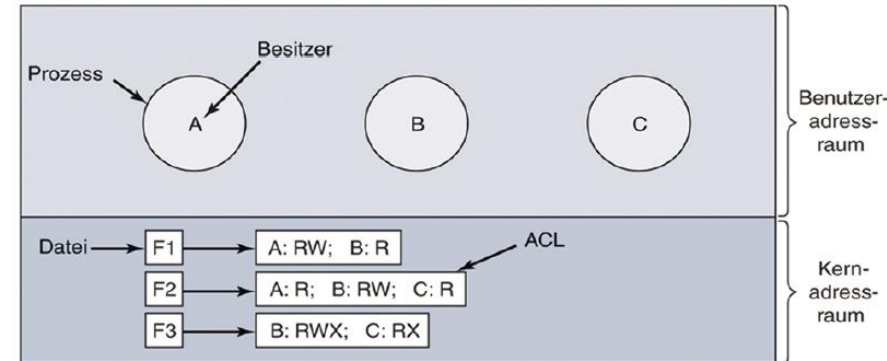 Besitzer
Prozess
A
B
C
Benutzer-
adress-
raum
Datei
F1
A: RW; B: R
ACL
F2
A: R; B: RW; C: R
F3
B: RWX; C: RX
Kern-
adress-
raum